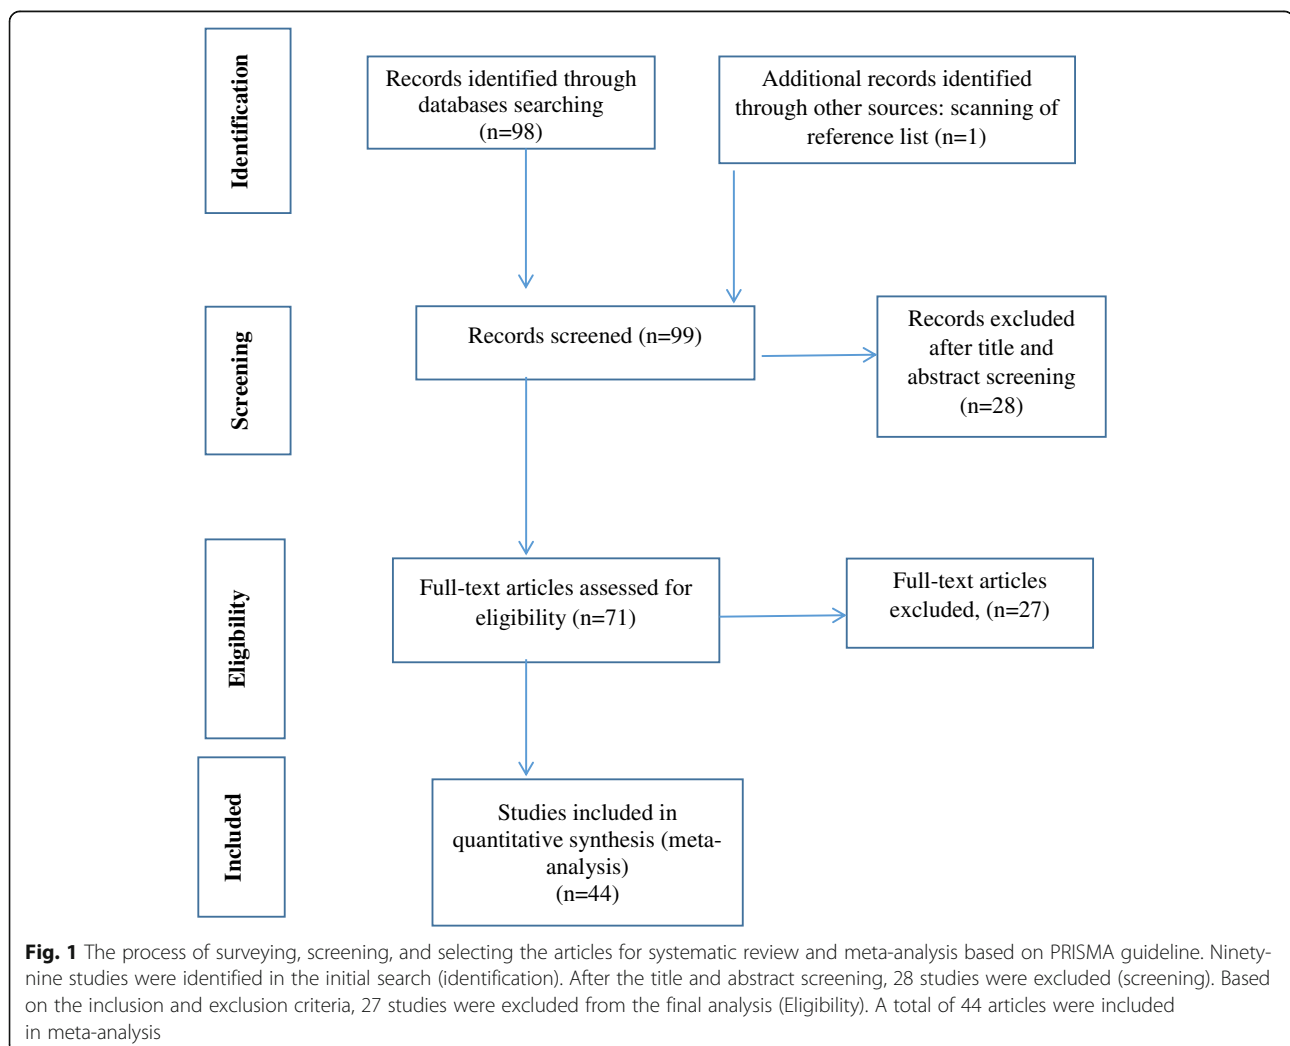 Identification
Records identified through
databases searching
(n=98)
Additional records identified
through other sources: scanning of
reference list (n=1)
Screening
Records screened (n=99)
Records excluded
after title and
abstract screening
(n=28)
Eligibility
Full-text articles assessed for
eligibility (n=71)
Full-text articles
excluded, (n=27)
Included
Studies included in
quantitative synthesis (meta-
analysis)
(n=44)
Fig. 1 The process of surveying, screening, and selecting the articles for systematic review and meta-analysis based on PRISMA guideline. Ninety-
nine studies were identified in the initial search (identification). After the title and abstract screening, 28 studies were excluded (screening). Based
on the inclusion and exclusion criteria, 27 studies were excluded from the final analysis (Eligibility). A total of 44 articles were included
in meta-analysis